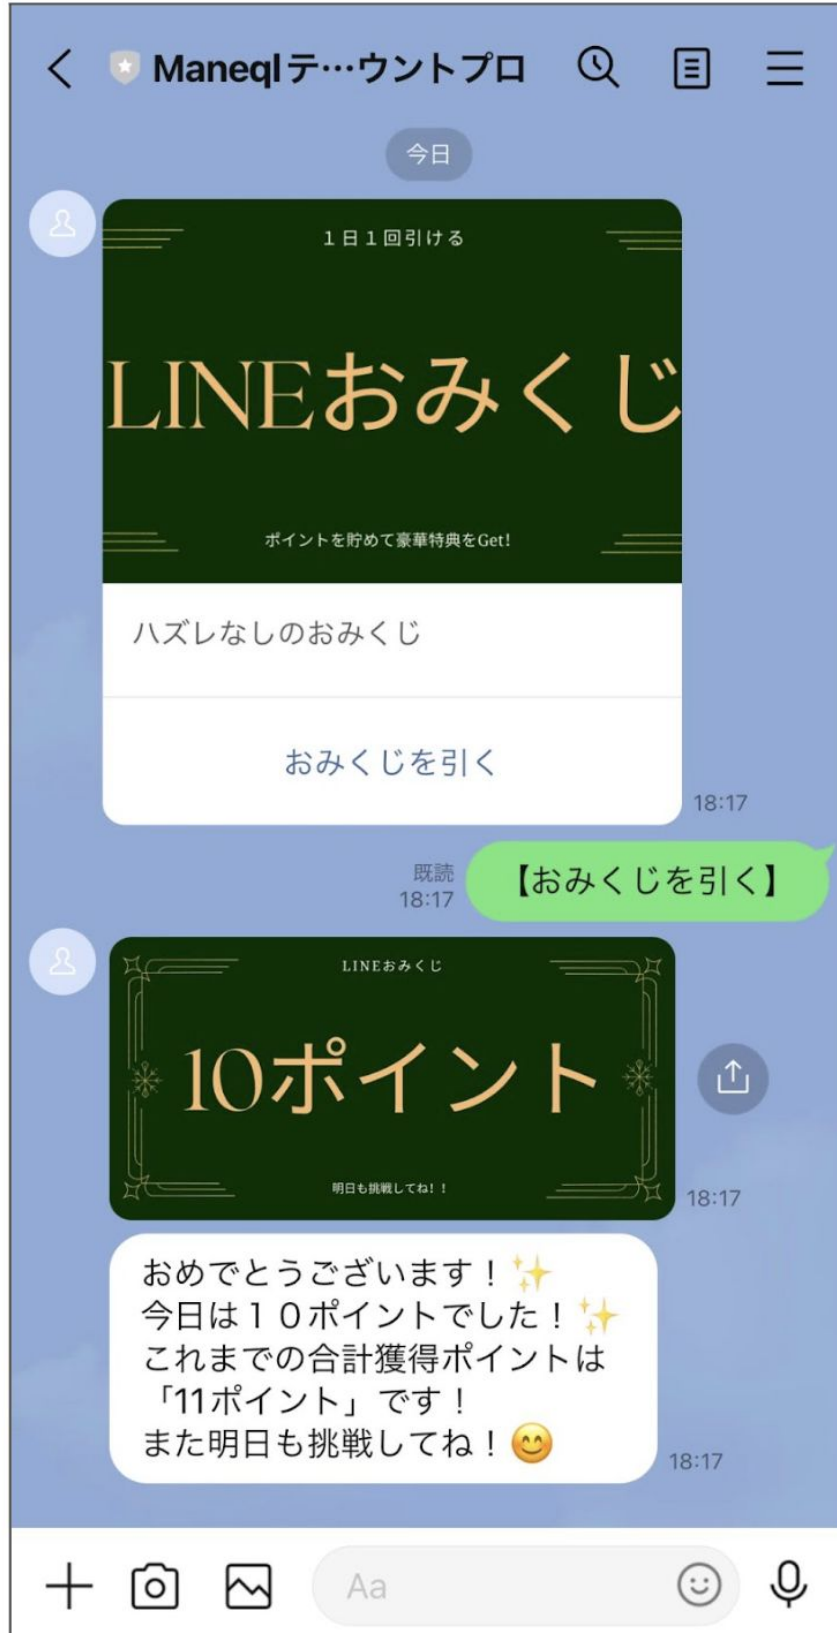 Maneqlテ…ウントプロ
今日
１日１回引ける
LINEおみくじ
ポイントを貯めて豪華特典をGet!
ハズレなしのおみくじ
おみくじを引く
18:17
既読
18:17
【おみくじを引く】
LINEおみくじ
10ポイント
明日も挑戦してね！！
18:17
おめでとうございます！✨
今日は１０ポイントでした！✨
これまでの合計獲得ポイントは
「11ポイント」です！
また明日も挑戦してね！😊
18:17
Aa